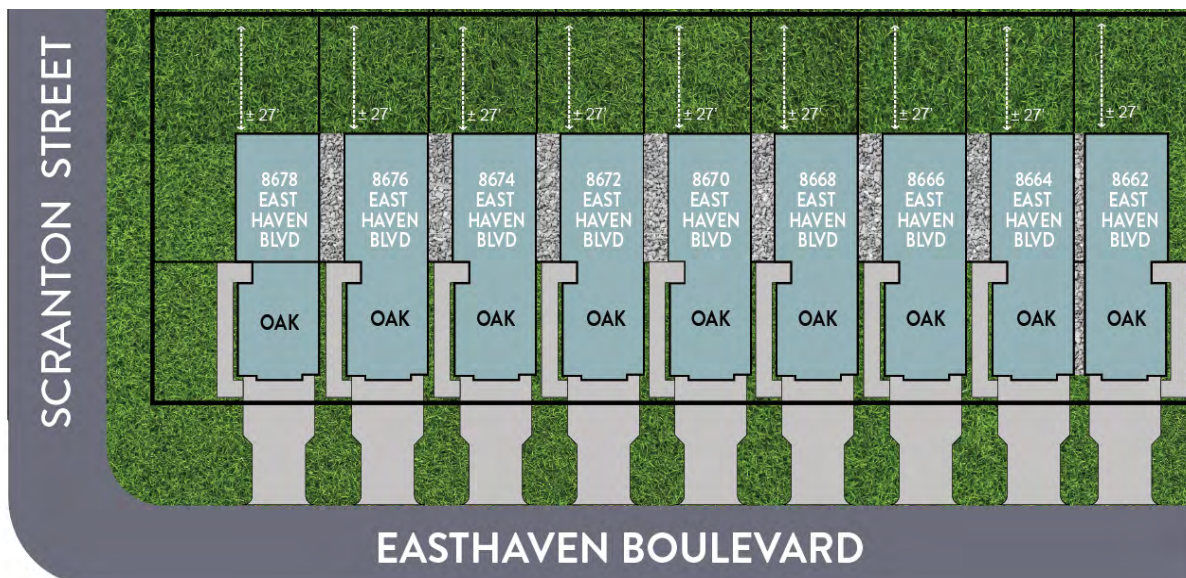 SCRANTON STREET
± 27'
± 27'
± 27'
± 27'
± 27'
± 27'
± 27'
± 27'
± 27'
8678
EAST
HAVEN
BLVD
8676
EAST
HAVEN
BLVD
8674
EAST
HAVEN
BLVD
8672
EAST
HAVEN
BLVD
8670
EAST
HAVEN
BLVD
8668
EAST
HAVEN
BLVD
8666
EAST
HAVEN
BLVD
8664
EAST
HAVEN
BLVD
8662
EAST
HAVEN
BLVD
OAK
OAK
OAK
OAK
OAK
OAK
OAK
OAK
OAK
EASTHAVEN BOULEVARD